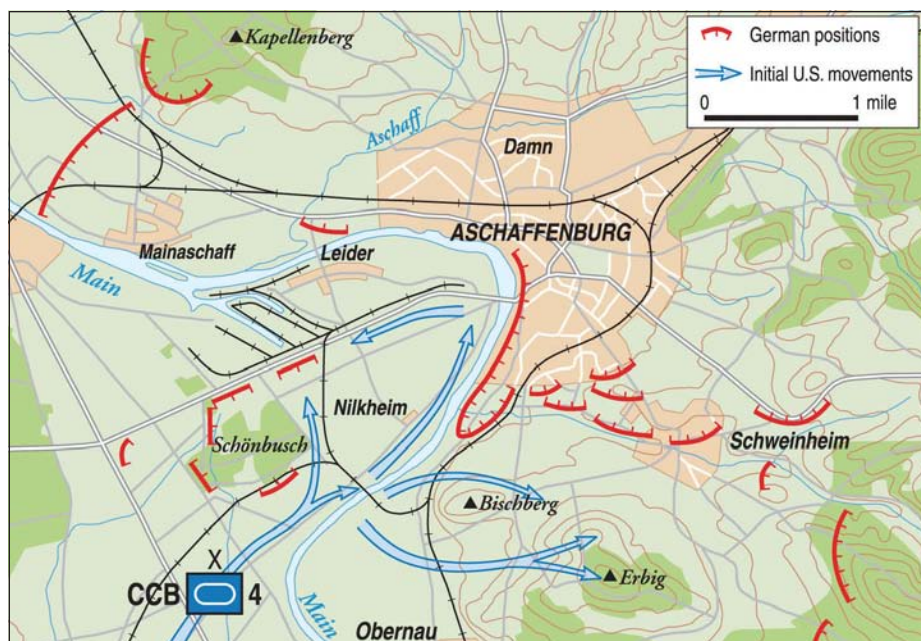 Kapellenberg
German positions
Initial U.S. movements
0 1 mile
Aschaff
Damn
ASCHAFFENBURG
Mainaschaff
Leider
Main
Nilkheim
Schönbusch
Schweinheim
Bischberg
X
CCB 4
Erbig
Main
Obernau